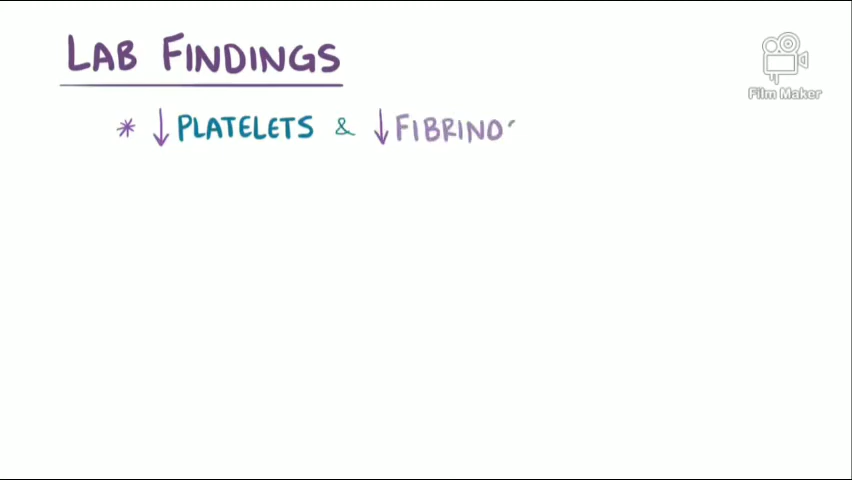 LAB FINDINGS
Film Maker
* ↓ PLATELETS & ↓ FIBRINO